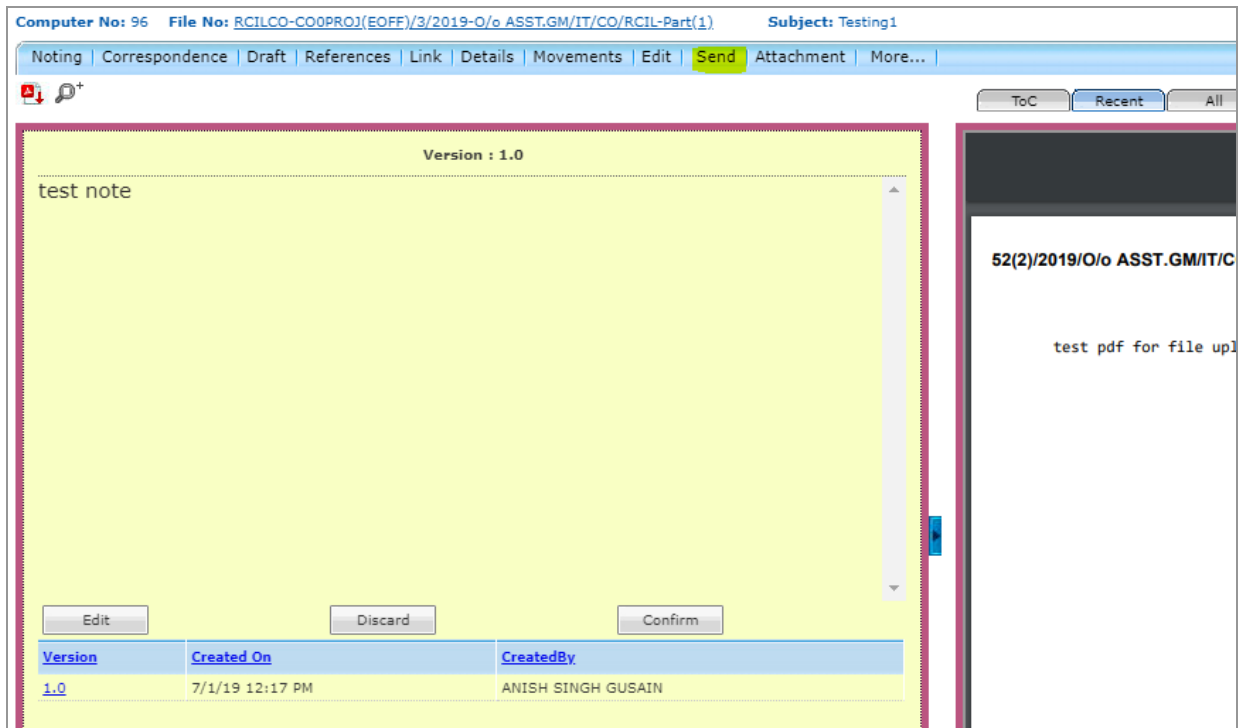 Computer No: 96 File No: RCILCO-CO0PROJ(EOFF)/3/2019-O/o ASST.GM/IT/CO/RCIL-Part(1) Subject: Testing1
Noting | Correspondence | Draft | References | Link | Details | Movements | Edit | Send | Attachment | More... |
ToC Recent All
Version : 1.0
test note
52(2)/2019/O/o ASST.GM/IT/C
test pdf for file upl
Edit Discard Confirm
Version Created On CreatedBy
1.0 7/1/19 12:17 PM ANISH SINGH GUSAIN